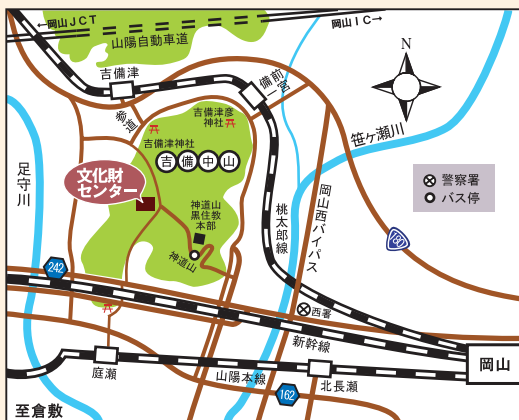 ←岡山JCT
岡山IC→
山陽自動車道
吉備津
備前
一宮
N
参道
吉備津彦
神社
吉備津神社
吉備中山
笹ヶ瀬川
足守川
文化財
センター
神道山
黒住教
本部
神道山
桃太郎線
岡山西バイパス
警察署
バス停
180
242
西署
新幹線
岡山
庭瀬
山陽本線
北長瀬
162
至倉敷